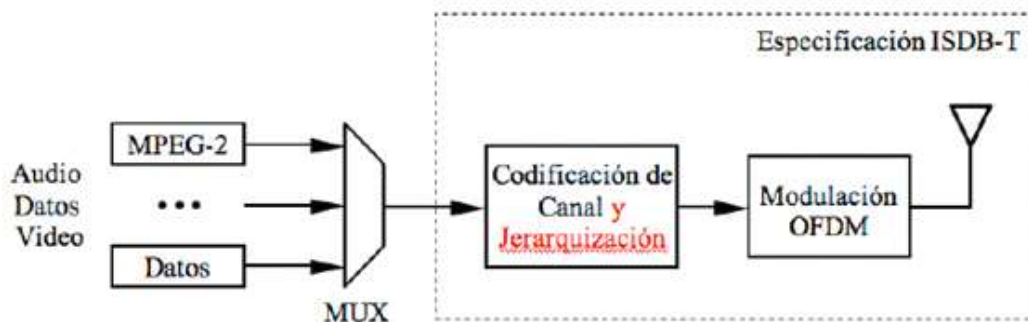 Especificación ISDB-T
MPEG-2
Audio
Datos
Video
•••
Datos
MUX
Codificación de
Canal y
Jerarquización
Modulación
OFDM